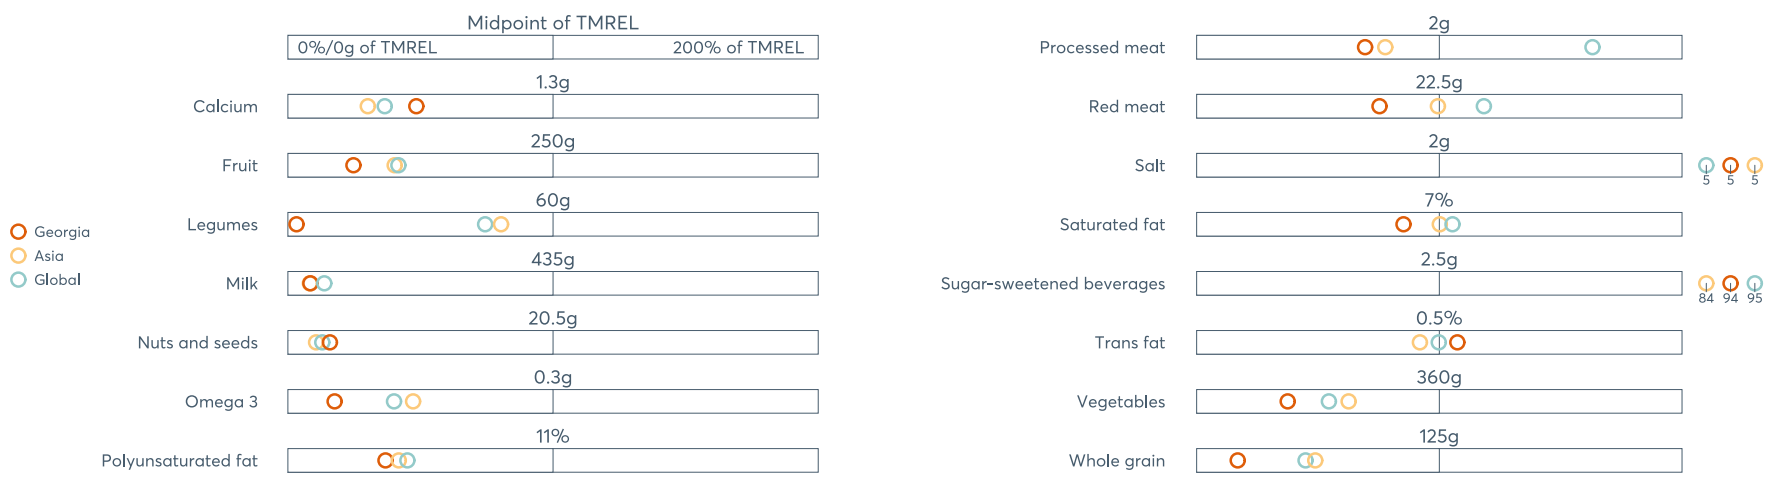 Midpoint of TMREL
0%/0g of TMREL
200% of TMREL
Calcium
1.3g
Fruit
250g
Legumes
60g
Milk
435g
Nuts and seeds
20.5g
Omega 3
0.3g
Polyunsaturated fat
11%
Georgia
Asia
Global
Processed meat
2g
Red meat
22.5g
Salt
2g
5 5 5
Saturated fat
7%
Sugar-sweetened beverages
2.5g
84 94 95
Trans fat
0.5%
Vegetables
360g
Whole grain
125g